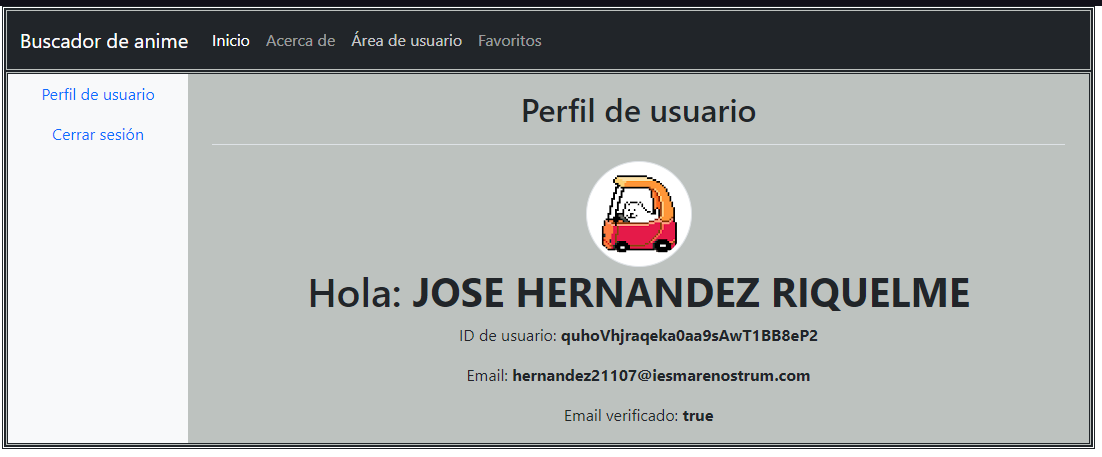 Buscador de anime Inicio Acerca de Área de usuario Favoritos
Perfil de usuario
Cerrar sesión
Perfil de usuario
Hola: JOSE HERNANDEZ RIQUELME
ID de usuario: quhoVhjraqeka0aa9sAwT1BB8eP2
Email: hernandez21107@iesmarenostrum.com
Email verificado: true